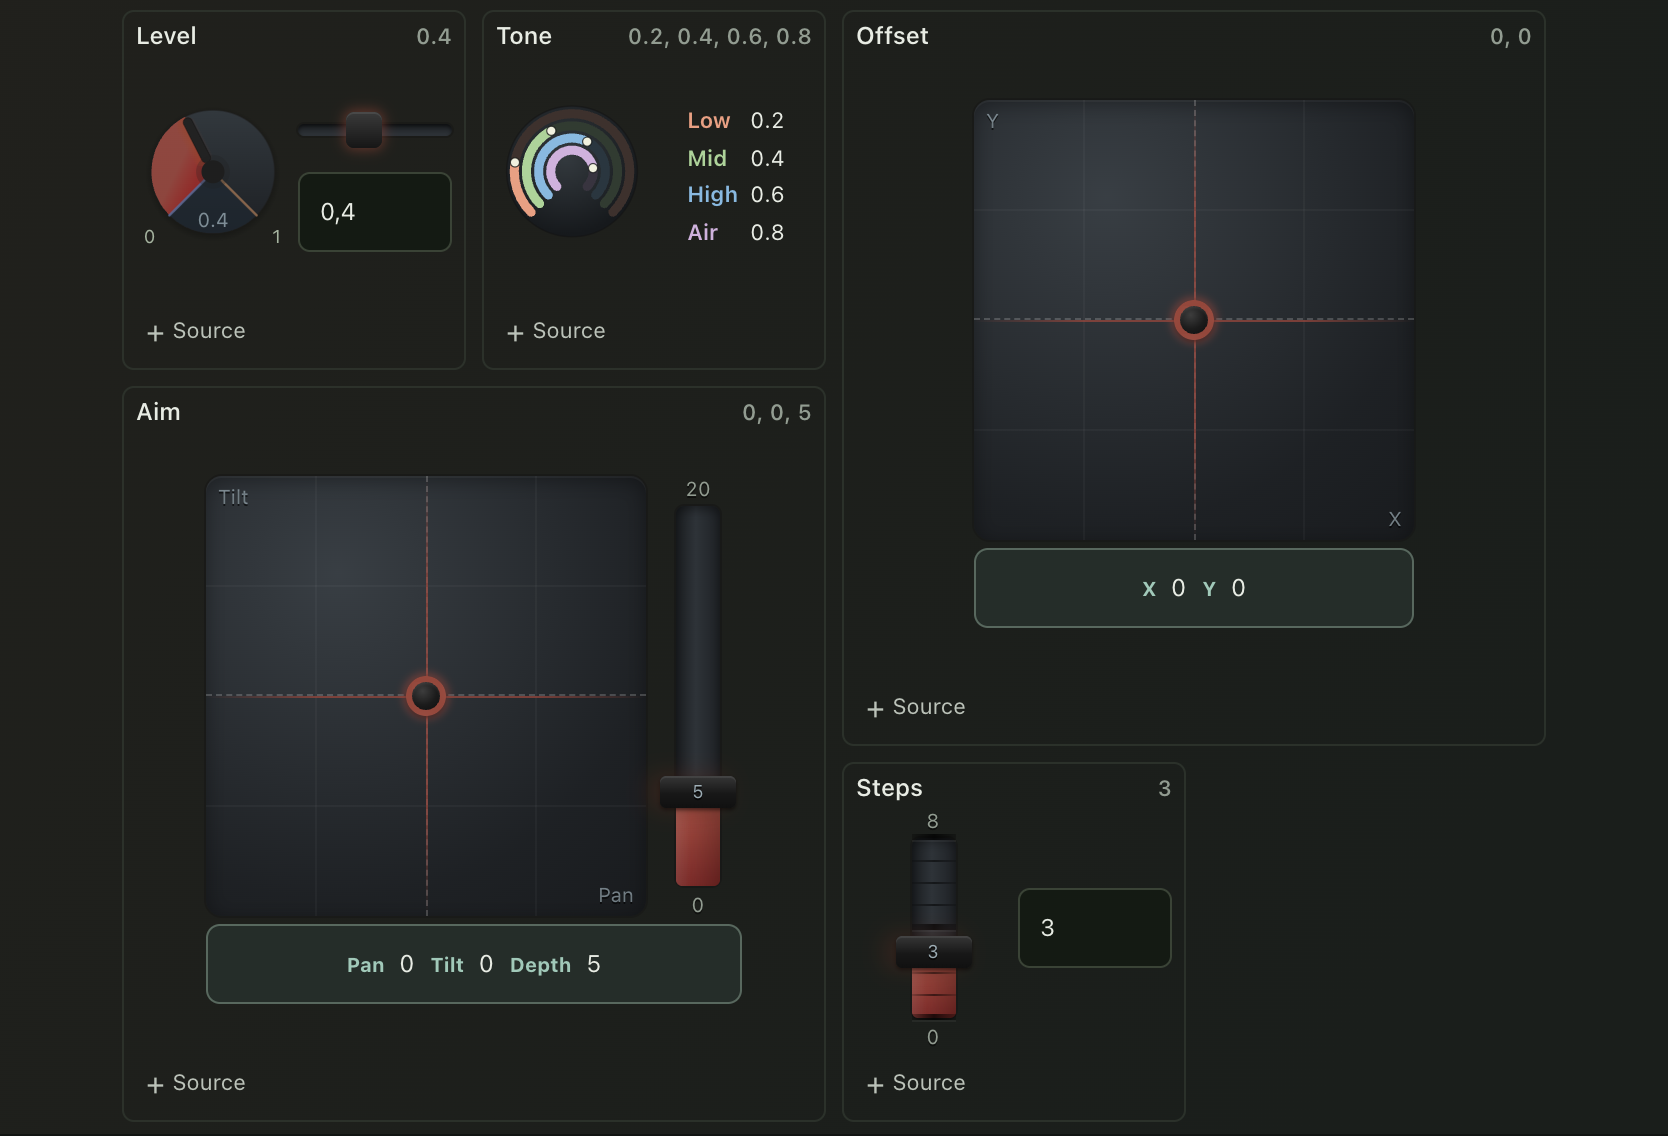 Level 0.4
0.4
0 1
0,4
+ Source
Tone 0.2, 0.4, 0.6, 0.8
Low 0.2
Mid 0.4
High 0.6
Air 0.8
+ Source
Offset 0, 0
Y
X
X 0 Y 0
+ Source
Aim 0, 0, 5
Tilt
Pan
20
5
0
Pan 0 Tilt 0 Depth 5
+ Source
Steps 3
8
3
0
3
+ Source